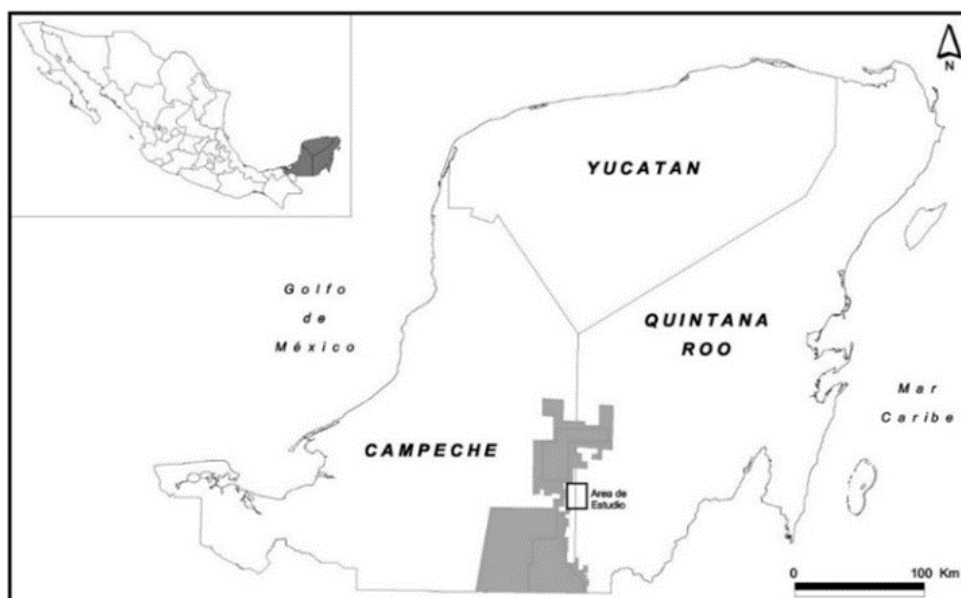 N
YUCATAN
Golfo
de
México
QUINTANA
ROO
Mar
Caribe
CAMPECHE
Area de
Estudio
0 100 Km